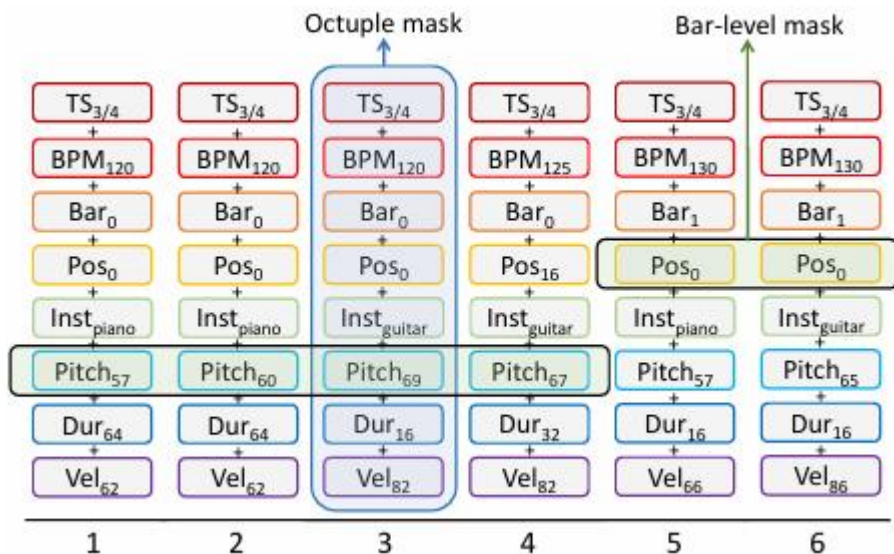 Octuple mask Bar-level mask
TS3/4 TS3/4 TS3/4 TS3/4 TS3/4 TS3/4
+ + + + + +
BPM120 BPM120 BPM120 BPM125 BPM130 BPM130
+ + + + + +
Bar0 Bar0 Bar0 Bar0 Bar1 Bar1
+ + + + + +
Pos0 Pos0 Pos0 Pos16 Pos0 Pos0
+ + + + + +
Instpiano Instpiano Instguitar Instguitar Instpiano Instguitar
+ + + + + +
Pitch57 Pitch60 Pitch69 Pitch67 Pitch57 Pitch65
+ + + + + +
Dur64 Dur64 Dur16 Dur32 Dur16 Dur16
+ + + + + +
Vel62 Vel62 Vel82 Vel82 Vel66 Vel86
1 2 3 4 5 6